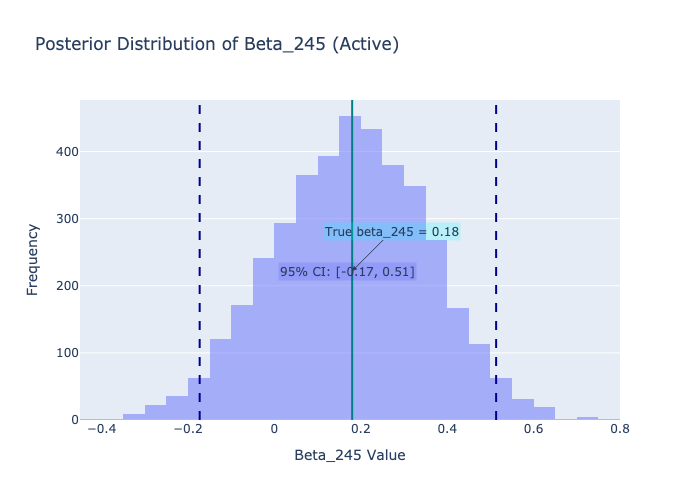 Posterior Distribution of Beta_245 (Active)
Frequency
400
300
200
100
0
True beta_245 = 0.18
95% CI: [-0.17, 0.51]
−0.4
−0.2
0
0.2
0.4
0.6
0.8
Beta_245 Value